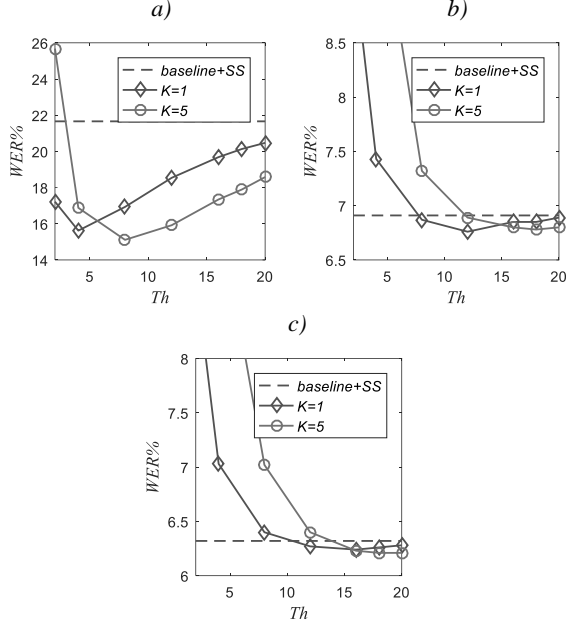 a)
26
24
22
20
18
16
14
WER%
baseline+SS
K=1
K=5
5
10
15
20
Th
b)
8.5
8
7.5
7
6.5
WER%
baseline+SS
K=1
K=5
5
10
15
20
Th
c)
8
7.5
7
6.5
6
WER%
baseline+SS
K=1
K=5
5
10
15
20
Th